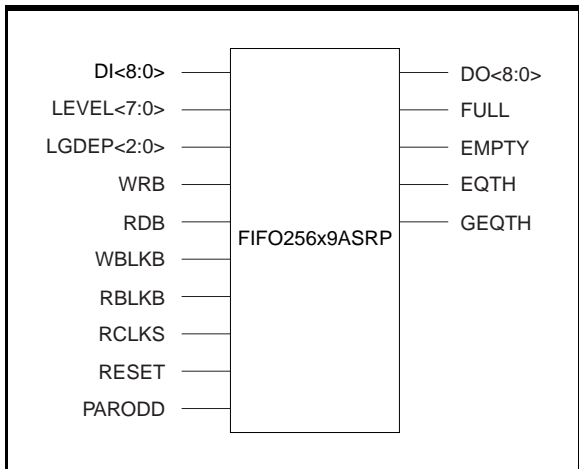 DI<8:0>
LEVEL<7:0>
LGDEP<2:0>
WRB
RDB
WBLKB
RBLKB
RCLKS
RESET
PARODD
FIFO256x9ASRP
DO<8:0>
FULL
EMPTY
EQTH
GEQTH